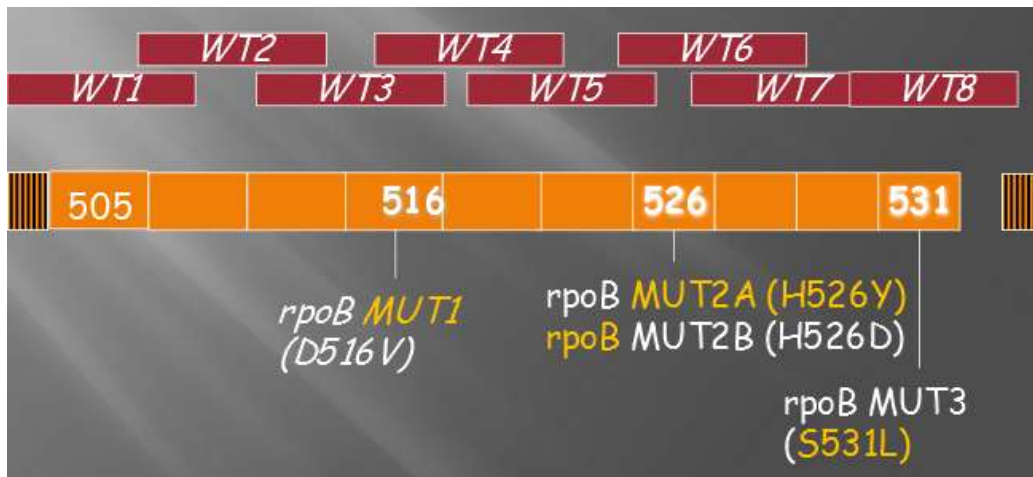 WT2 WT4 WT6
WT1 WT3 WT5 WT7 WT8
505 516 526 531
rpoB MUT1
(D516V)
rpoB MUT2A (H526Y)
rpoB MUT2B (H526D)
rpoB MUT3
(S531L)